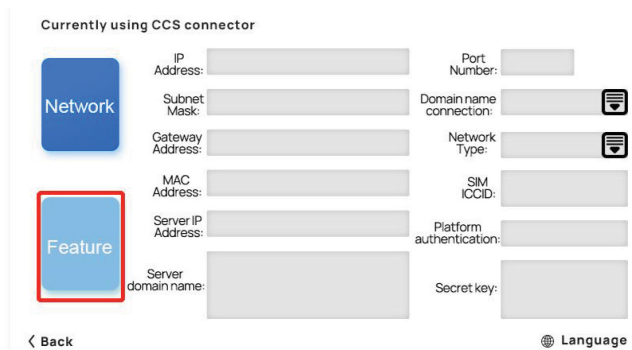 Currently using CCS connector
Network
Feature
IP
Address:
Subnet
Mask:
Gateway
Address:
MAC
Address:
Server IP
Address:
Server
domain name:
Port
Number:
Domain name
connection:
Network
Type:
SIM
ICCID:
Platform
authentication:
Secret key:
Back
Language